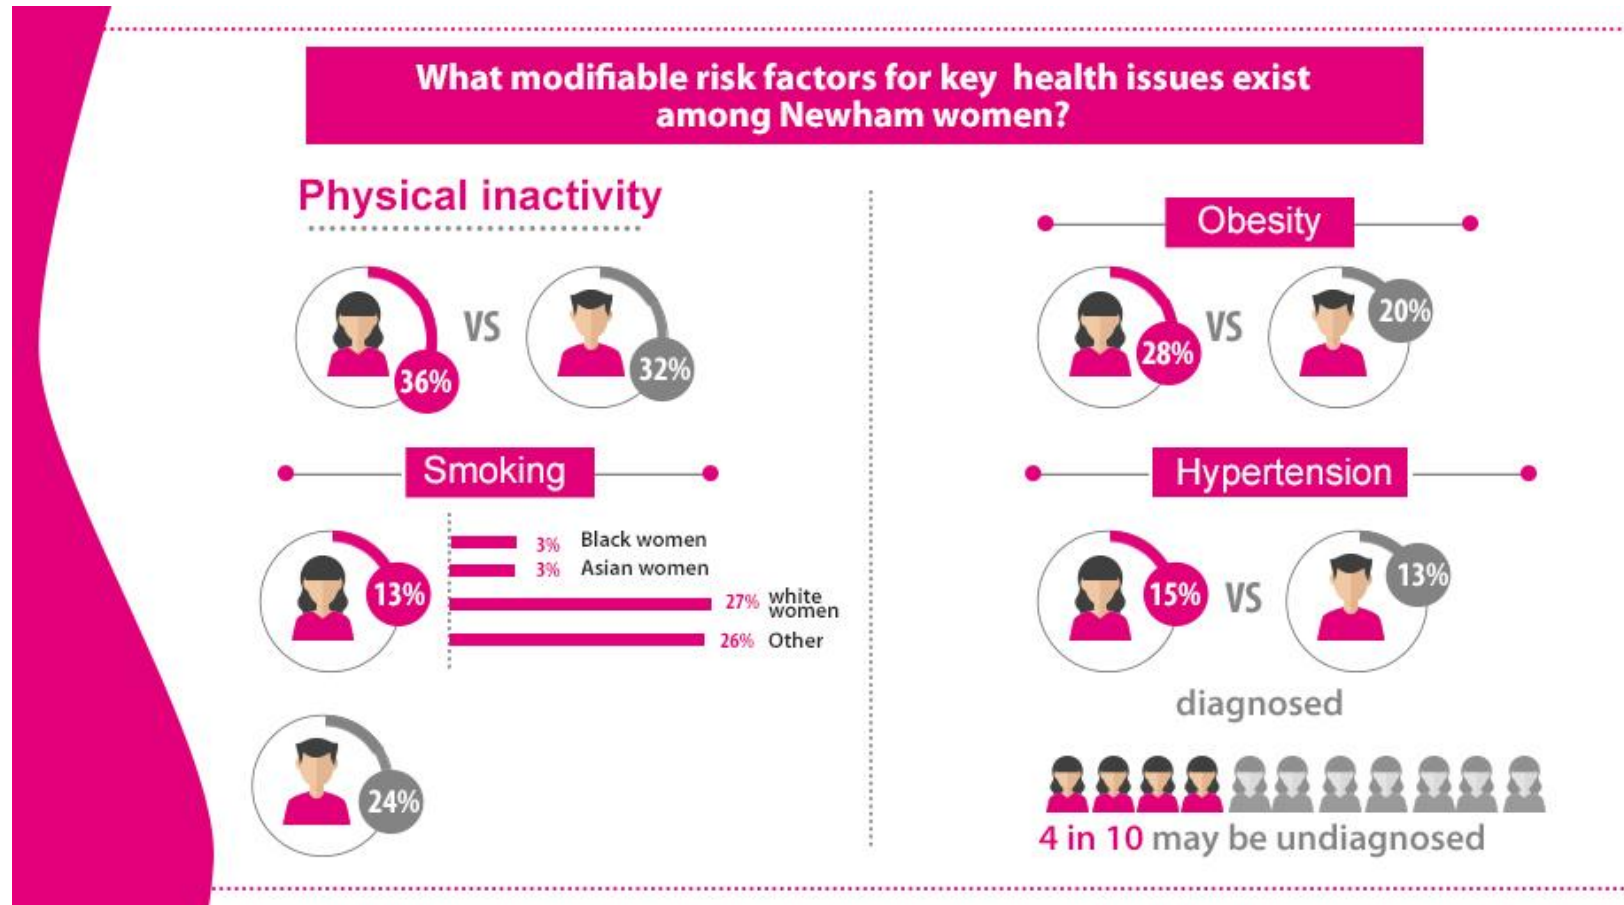 What modifiable risk factors for key health issues exist
among Newham women?
Physical inactivity
36%
VS
32%
Smoking
13%
3% Black women
3% Asian women
27% white
women
26% Other
24%
Obesity
28%
VS
20%
Hypertension
15%
VS
13%
diagnosed
4 in 10 may be undiagnosed